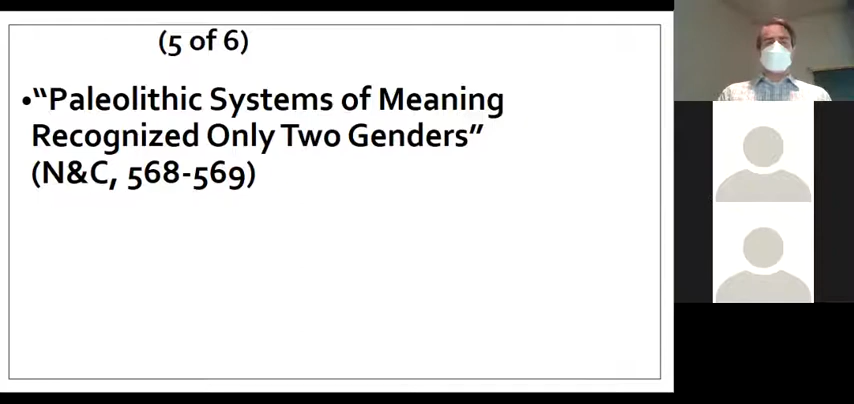 (5 of 6)
•“Paleolithic Systems of Meaning
Recognized Only Two Genders”
(N&C, 568-569)